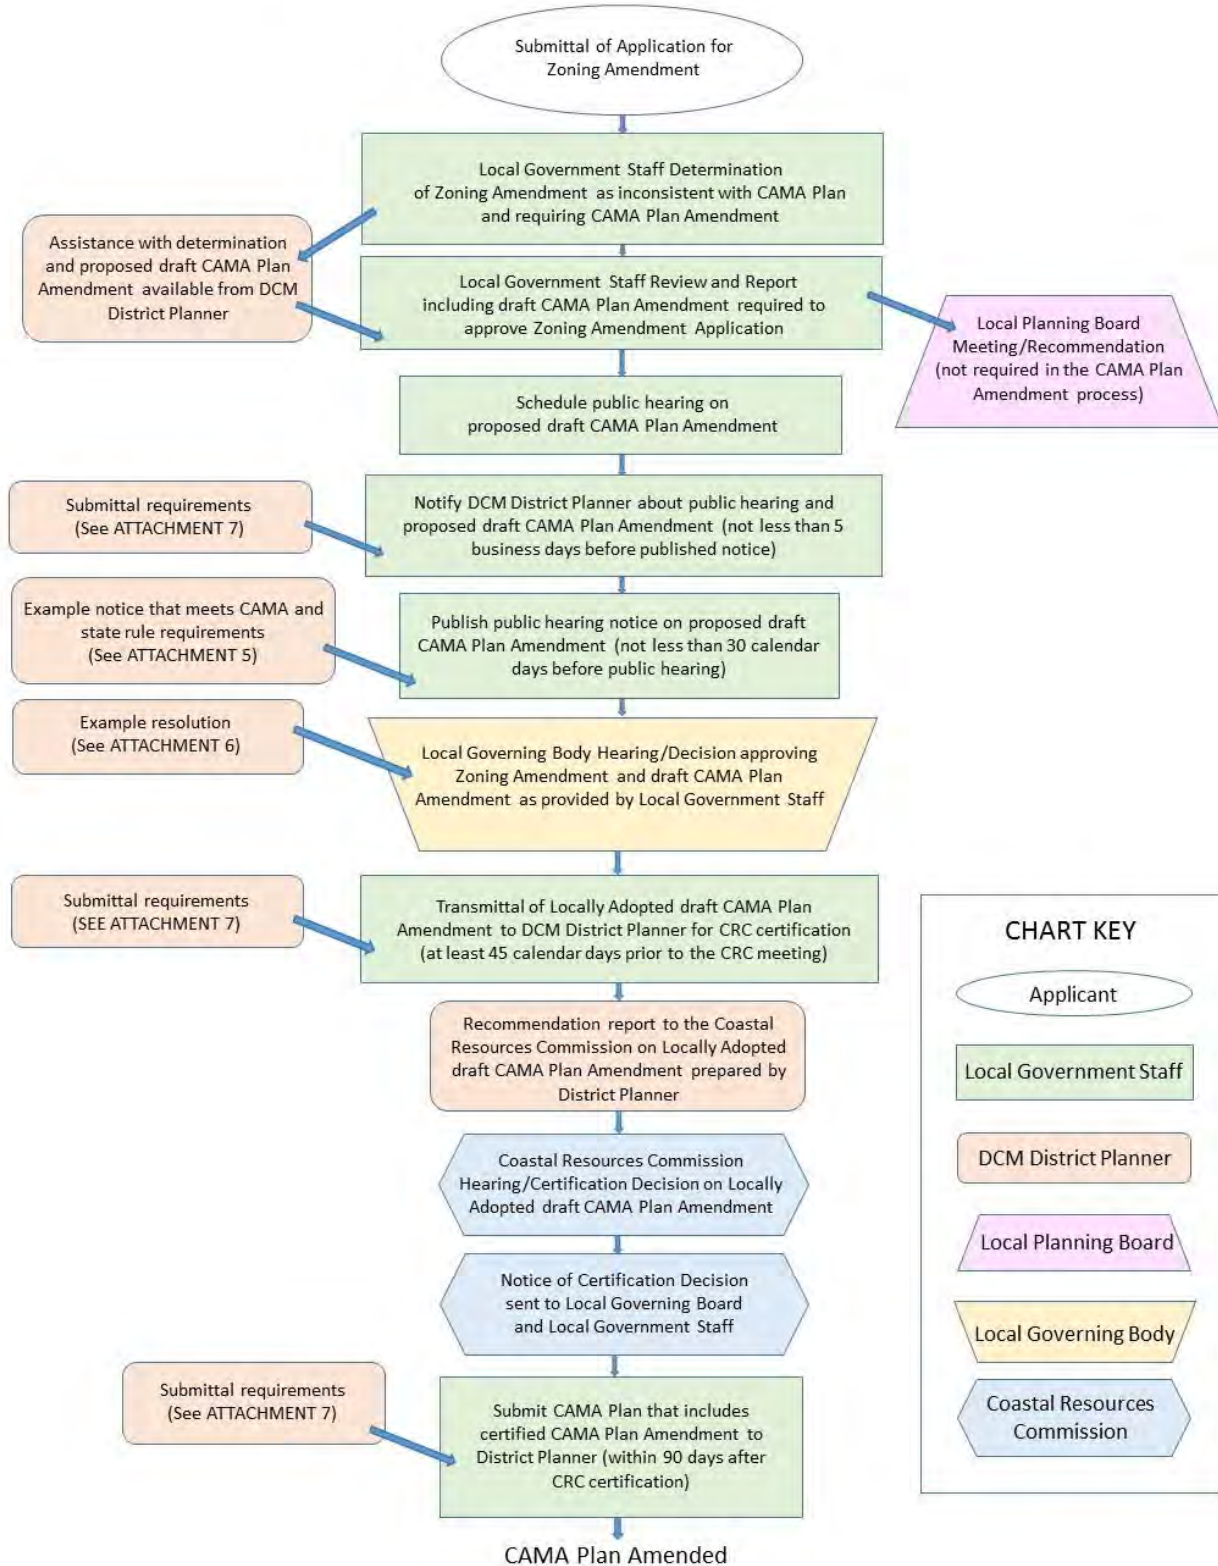 Submittal of Application for
Zoning Amendment
Local Government Staff Determination
of Zoning Amendment as inconsistent with CAMA Plan
and requiring CAMA Plan Amendment
Assistance with determination
and proposed draft CAMA Plan
Amendment available from DCM
District Planner
Local Government Staff Review and Report
including draft CAMA Plan Amendment required to
approve Zoning Amendment Application
Local Planning Board
Meeting/Recommendation
(not required in the CAMA Plan
Amendment process)
Schedule public hearing on
proposed draft CAMA Plan Amendment
Submittal requirements
(See ATTACHMENT 7)
Notify DCM District Planner about public hearing and
proposed draft CAMA Plan Amendment (not less than 5
business days before published notice)
Example notice that meets CAMA and
state rule requirements
(See ATTACHMENT 5)
Publish public hearing notice on proposed draft
CAMA Plan Amendment (not less than 30 calendar
days before public hearing)
Example resolution
(See ATTACHMENT 6)
Local Governing Body Hearing/Decision approving
Zoning Amendment and draft CAMA Plan
Amendment as provided by Local Government Staff
Submittal requirements
(SEE ATTACHMENT 7)
Transmittal of Locally Adopted draft CAMA Plan
Amendment to DCM District Planner for CRC certification
(at least 45 calendar days prior to the CRC meeting)
Recommendation report to the Coastal
Resources Commission on Locally Adopted
draft CAMA Plan Amendment prepared by
District Planner
Coastal Resources Commission
Hearing/Certification Decision on Locally
Adopted draft CAMA Plan Amendment
Notice of Certification Decision
sent to Local Governing Board
and Local Government Staff
Submittal requirements
(See ATTACHMENT 7)
Submit CAMA Plan that includes
certified CAMA Plan Amendment to
District Planner (within 90 days after
CRC certification)
CAMA Plan Amended
CHART KEY
Applicant
Local Government Staff
DCM District Planner
Local Planning Board
Local Governing Body
Coastal Resources
Commission